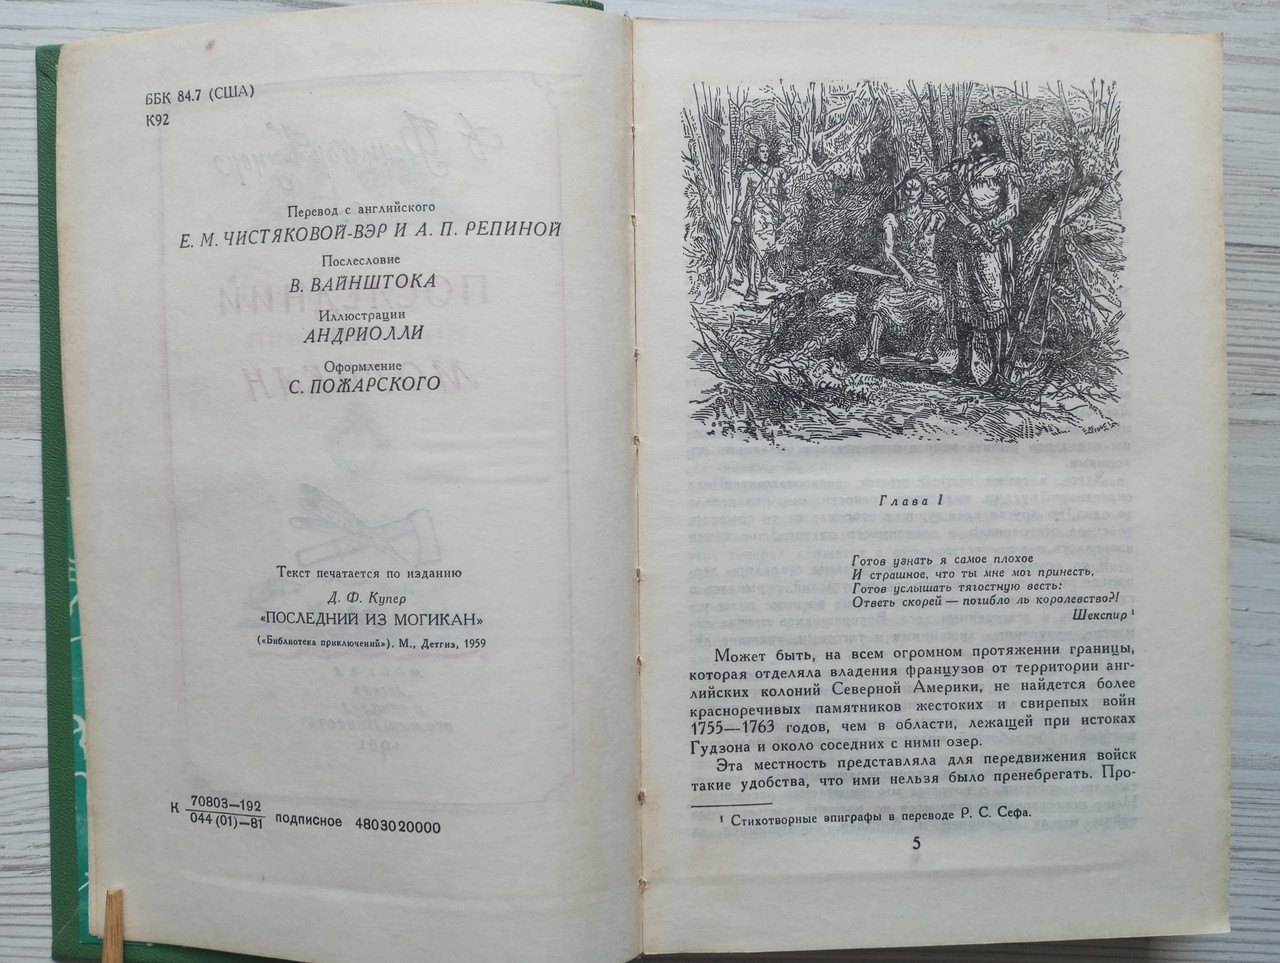 ББК 84.7 (США)
К92
Перевод с английского
Е. М. ЧИСТЯКОВОЙ-ВЭР И А. П. РЕПИНОЙ
Послесловие
В. ВАЙНШТОКА
Иллюстрации
АНДРИОЛЛИ
Оформление
С. ПОЖАРСКОГО
Текст печатается по изданию
Д. Ф. Купер
«ПОСЛЕДНИЙ ИЗ МОГИКАН»
(«Библиотека приключений»). М., Детгиз, 1959
К 70803—192
044(01)—81 подписное 4803020000
Глава I
Готов узнать я самое плохое
И страшное, что ты мне мог принесть,
Готов услышать тягостную весть:
Ответь скорей — погибло ль королевство?!
Шекспир ¹
Может быть, на всем огромном протяжении границы,
которая отделяла владения французов от территории анг-
лийских колоний Северной Америки, не найдется более
красноречивых памятников жестоких и свирепых войн
1755—1763 годов, чем в области, лежащей при истоках
Гудзона и около соседних с ними озер.
Эта местность представляла для передвижения войск
такие удобства, что ими нельзя было пренебрегать. Про-
¹ Стихотворные эпиграфы в переводе Р. С. Сефа.
5